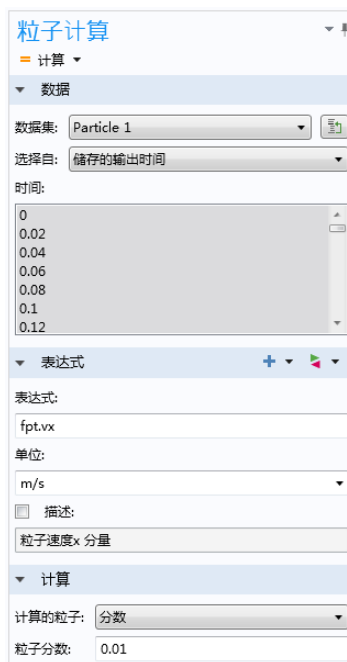 粒子计算
= 计算
数据
数据集: Particle 1
选择自: 储存的输出时间
时间:
0
0.02
0.04
0.06
0.08
0.1
0.12
表达式
表达式:
fpt.vx
单位:
m/s
描述:
粒子速度x 分量
计算
计算的粒子: 分数
粒子分数: 0.01